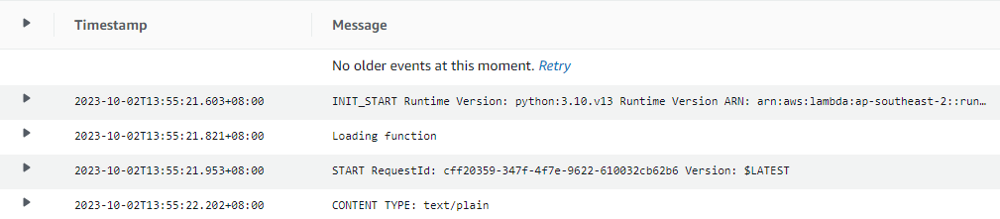 Timestamp Message
No older events at this moment. Retry
2023-10-02T13:55:21.603+08:00 INIT_START Runtime Version: python:3.10.v13 Runtime Version ARN: arn:aws:lambda:ap-southeast-2::run…
2023-10-02T13:55:21.821+08:00 Loading function
2023-10-02T13:55:21.953+08:00 START RequestId: cff20359-347f-4f7e-9622-610032cb62b6 Version: $LATEST
2023-10-02T13:55:22.202+08:00 CONTENT TYPE: text/plain